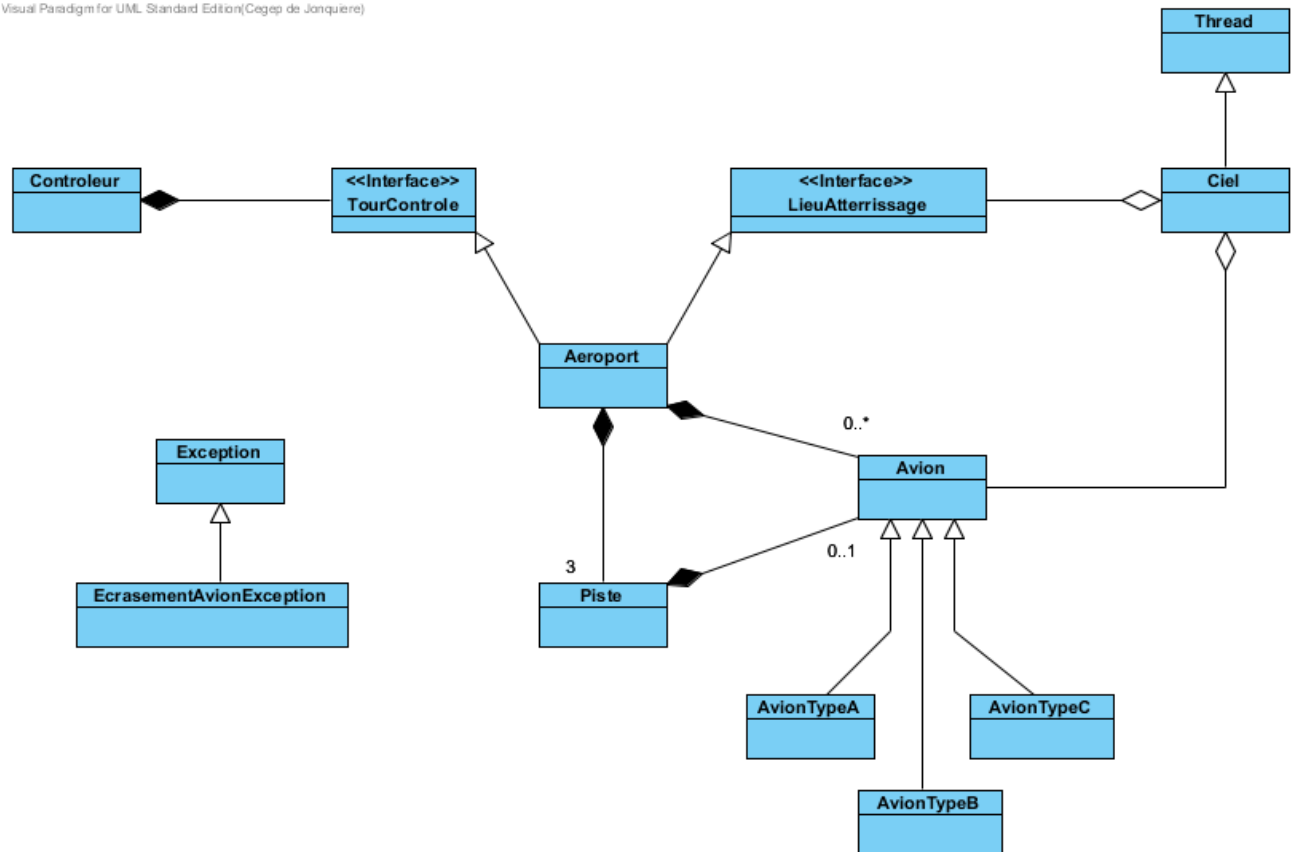 Visual Paradigm for UML Standard Edition(Cegep de Jonquiere)
Thread
Controleur
<<Interface>>
TourControle
<<Interface>>
LieuAtterrissage
Ciel
Aeroport
0..*
Exception
Avion
0..1
3
EcrasementAvionException
Piste
AvionTypeA
AvionTypeC
AvionTypeB